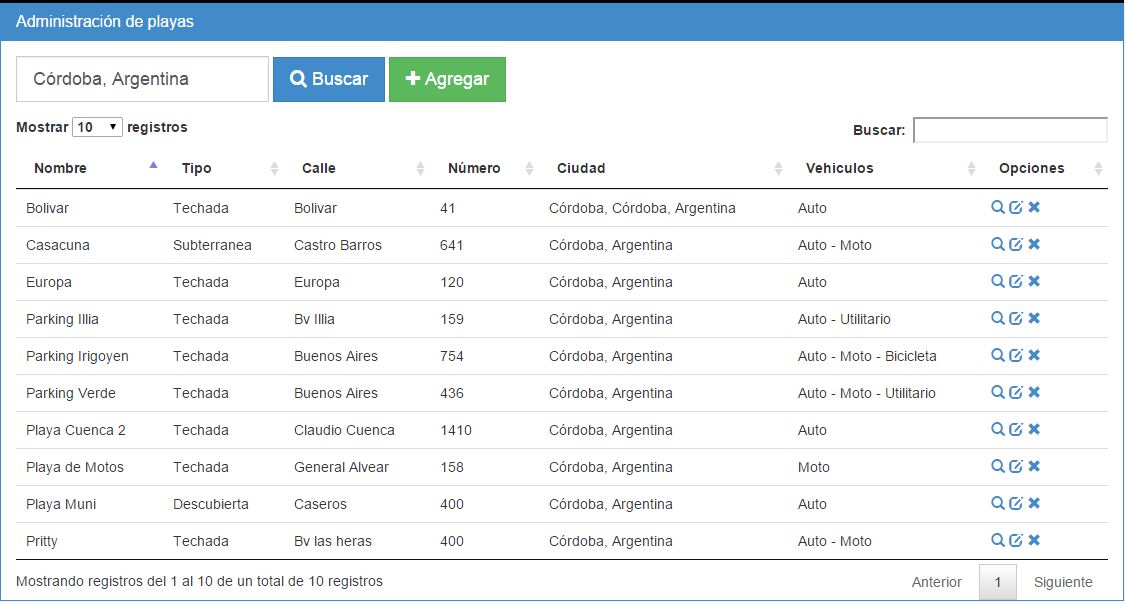 Administración de playas
Córdoba, Argentina Buscar Agregar
Mostrar 10 registros
Buscar:
Nombre Tipo Calle Número Ciudad Vehiculos Opciones
Bolivar Techada Bolivar 41 Córdoba, Córdoba, Argentina Auto
Casacuna Subterranea Castro Barros 641 Córdoba, Argentina Auto - Moto
Europa Techada Europa 120 Córdoba, Argentina Auto
Parking Illia Techada Bv Illia 159 Córdoba, Argentina Auto - Utilitario
Parking Irigoyen Techada Buenos Aires 754 Córdoba, Argentina Auto - Moto - Bicicleta
Parking Verde Techada Buenos Aires 436 Córdoba, Argentina Auto - Moto - Utilitario
Playa Cuenca 2 Techada Claudio Cuenca 1410 Córdoba, Argentina Auto
Playa de Motos Techada General Alvear 158 Córdoba, Argentina Moto
Playa Muni Descubierta Caseros 400 Córdoba, Argentina Auto
Pritty Techada Bv las heras 400 Córdoba, Argentina Auto - Moto
Mostrando registros del 1 al 10 de un total de 10 registros
Anterior 1 Siguiente